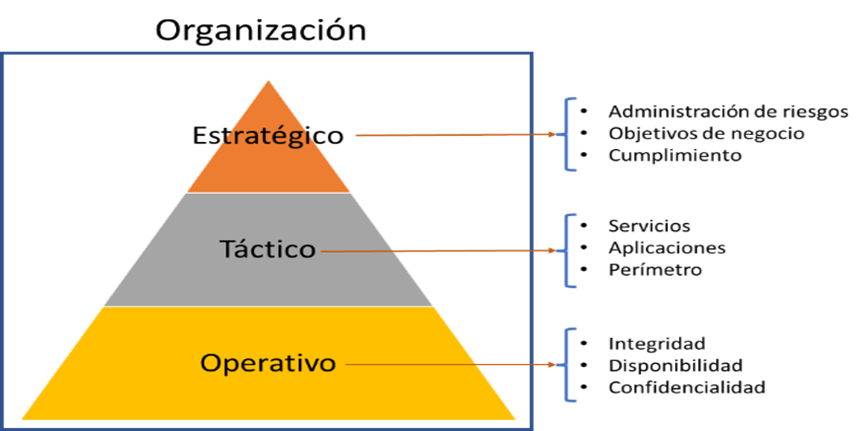 Organización
Estratégico
• Administración de riesgos
• Objetivos de negocio
• Cumplimiento
Táctico
• Servicios
• Aplicaciones
• Perímetro
Operativo
• Integridad
• Disponibilidad
• Confidencialidad